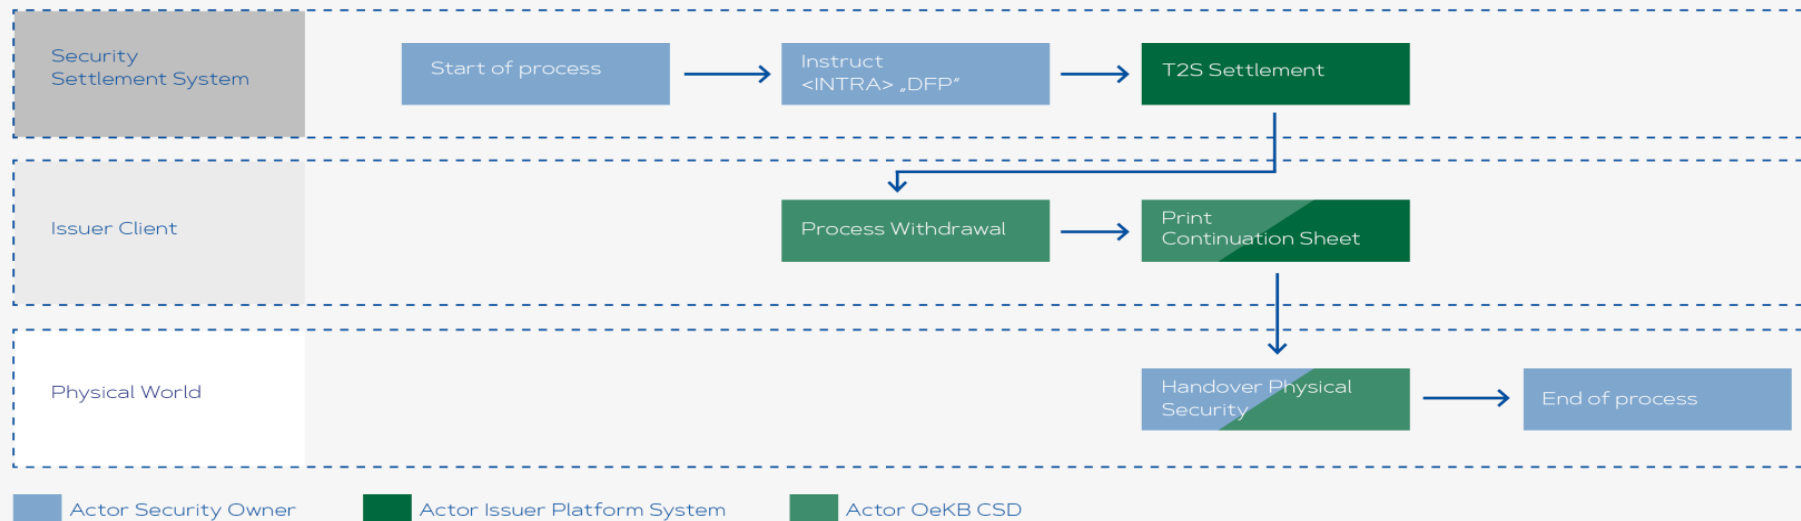 Security
Settlement System
Start of process
Instruct
<INTRA> „DFP“
T2S Settlement
Issuer Client
Process Withdrawal
Print
Continuation Sheet
Physical World
Handover Physical
Security
End of process
Actor Security Owner
Actor Issuer Platform System
Actor OeKB CSD